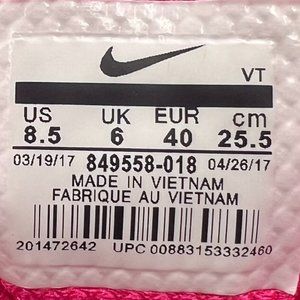 VT
US UK EUR cm
8.5 6 40 25.5
03/19/17 849558-018 04/26/17
MADE IN VIETNAM
FABRIQUE AU VIETNAM
201472642 UPC 00883153332460